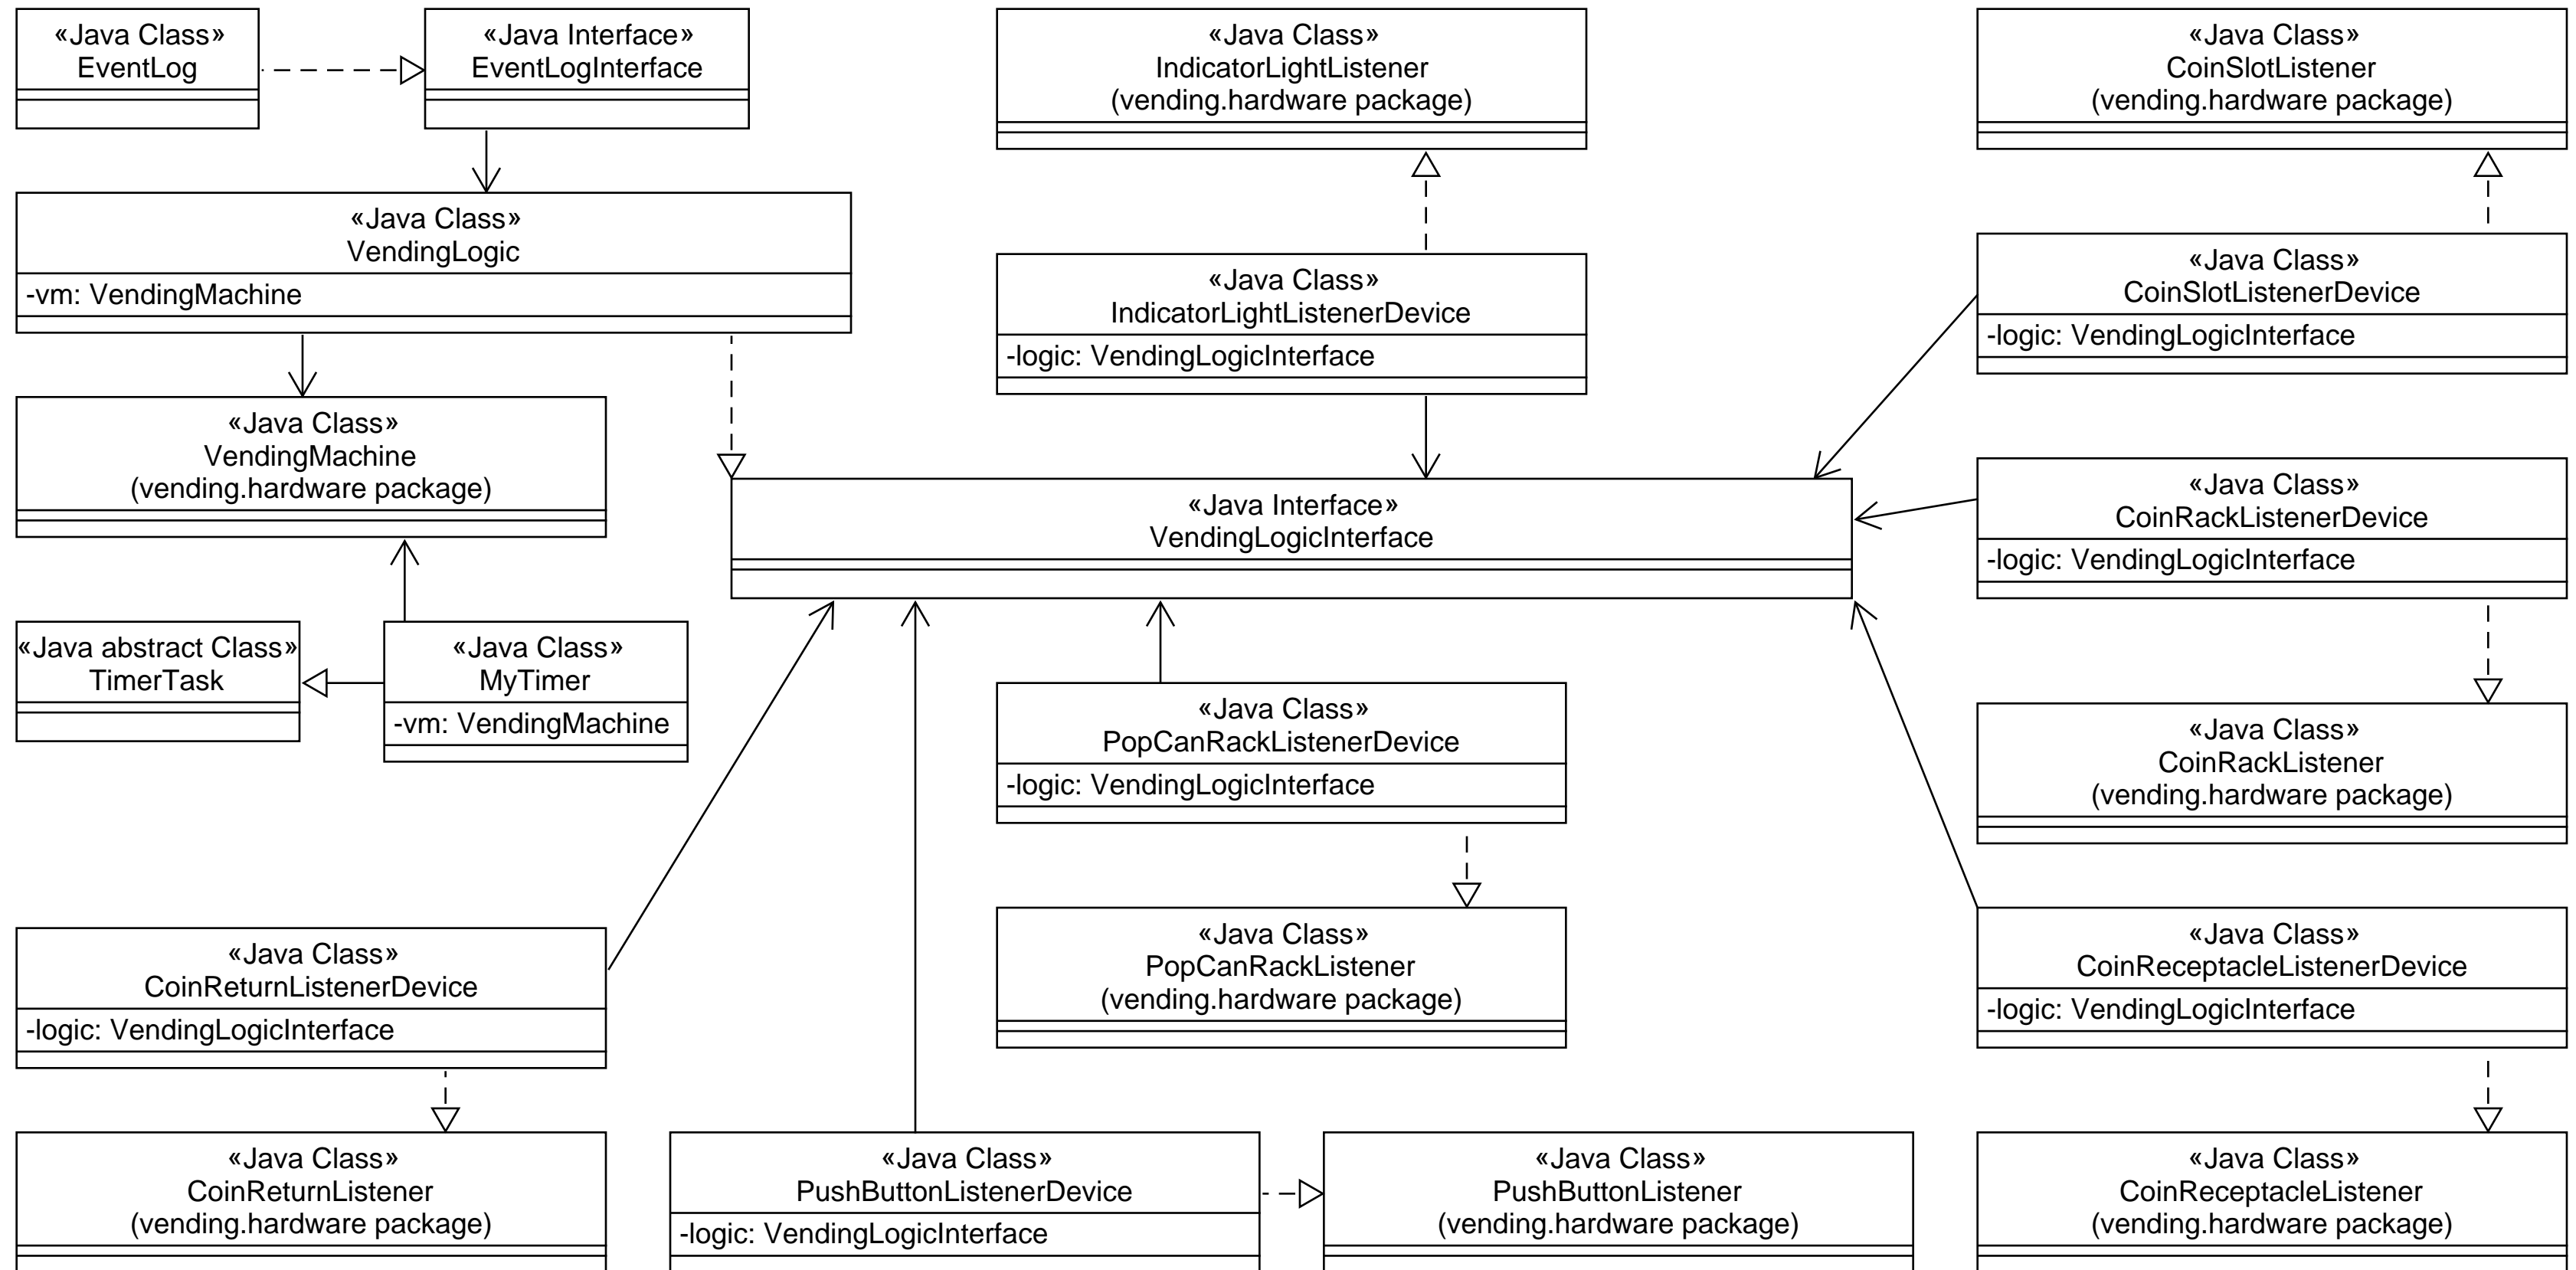 «Java Class»
EventLog
«Java Interface»
EventLogInterface
«Java Class»
IndicatorLightListener
(vending.hardware package)
«Java Class»
CoinSlotListener
(vending.hardware package)
«Java Class»
VendingLogic
-vm: VendingMachine
«Java Class»
IndicatorLightListenerDevice
-logic: VendingLogicInterface
«Java Class»
CoinSlotListenerDevice
-logic: VendingLogicInterface
«Java Class»
VendingMachine
(vending.hardware package)
«Java Interface»
VendingLogicInterface
«Java Class»
CoinRackListenerDevice
-logic: VendingLogicInterface
«Java abstract Class»
TimerTask
«Java Class»
MyTimer
-vm: VendingMachine
«Java Class»
PopCanRackListenerDevice
-logic: VendingLogicInterface
«Java Class»
CoinRackListener
(vending.hardware package)
«Java Class»
CoinReturnListenerDevice
-logic: VendingLogicInterface
«Java Class»
PopCanRackListener
(vending.hardware package)
«Java Class»
CoinReceptacleListenerDevice
-logic: VendingLogicInterface
«Java Class»
CoinReturnListener
(vending.hardware package)
«Java Class»
PushButtonListenerDevice
-logic: VendingLogicInterface
«Java Class»
PushButtonListener
(vending.hardware package)
«Java Class»
CoinReceptacleListener
(vending.hardware package)